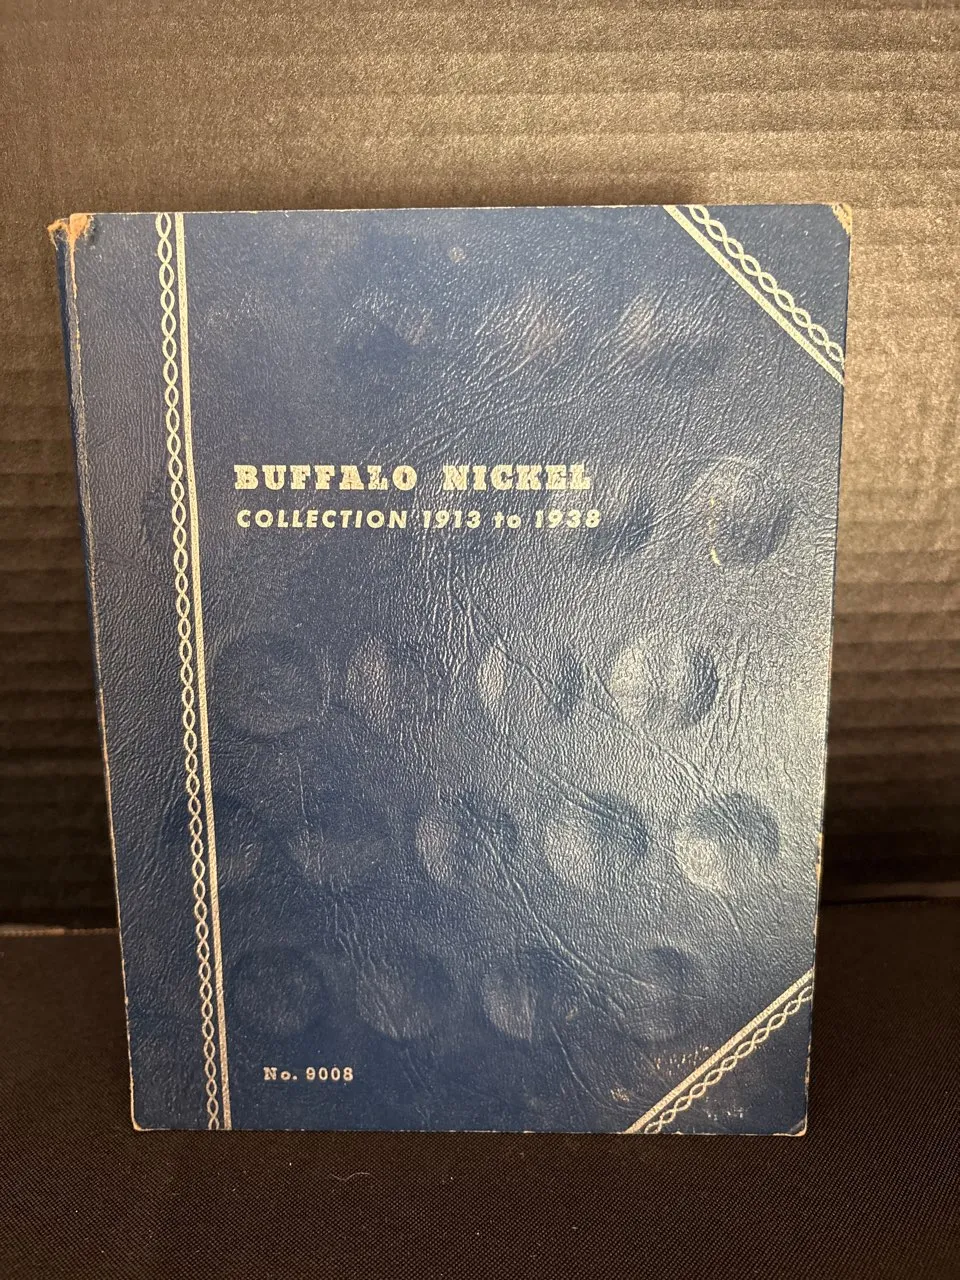 BUFFALO NICKEL
COLLECTION 1913 to 1938
No. 9008